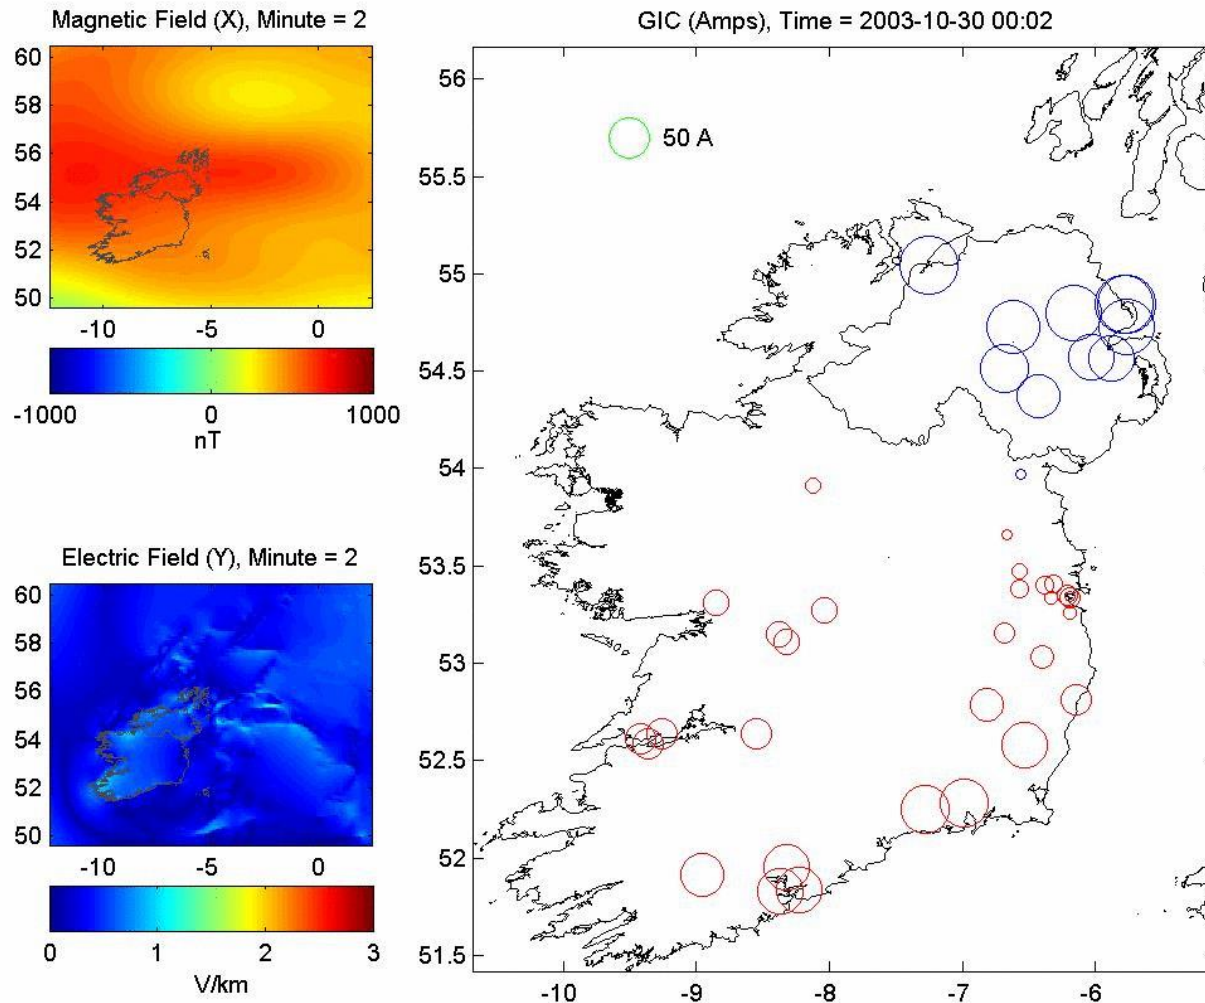 Magnetic Field (X), Minute = 2
60
58
56
54
52
50
-10 -5 0
-1000 0 1000
nT
Electric Field (Y), Minute = 2
60
58
56
54
52
50
-10 -5 0
0 1 2 3
V/km
GIC (Amps), Time = 2003-10-30 00:02
50 A
56
55.5
55
54.5
54
53.5
53
52.5
52
51.5
-10 -9 -8 -7 -6